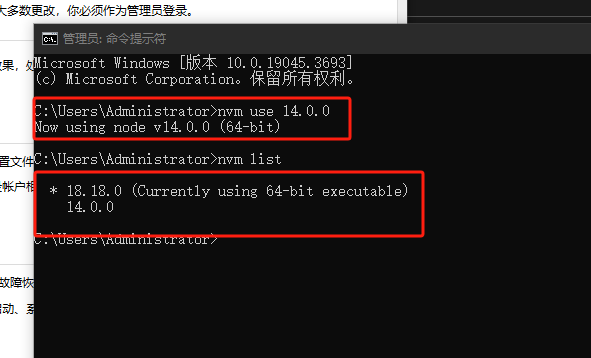 大多数更改，你必须作为管理员登录。
管理员: 命令提示符
效果，处
Microsoft Windows [版本 10.0.19045.3693]
(c) Microsoft Corporation。保留所有权利。
C:\Users\Administrator>nvm use 14.0.0
Now using node v14.0.0 (64-bit)
C:\Users\Administrator>nvm list
置文件
帐户相
* 18.18.0 (Currently using 64-bit executable)
14.0.0
C:\Users\Administrator>
故障恢
动、系